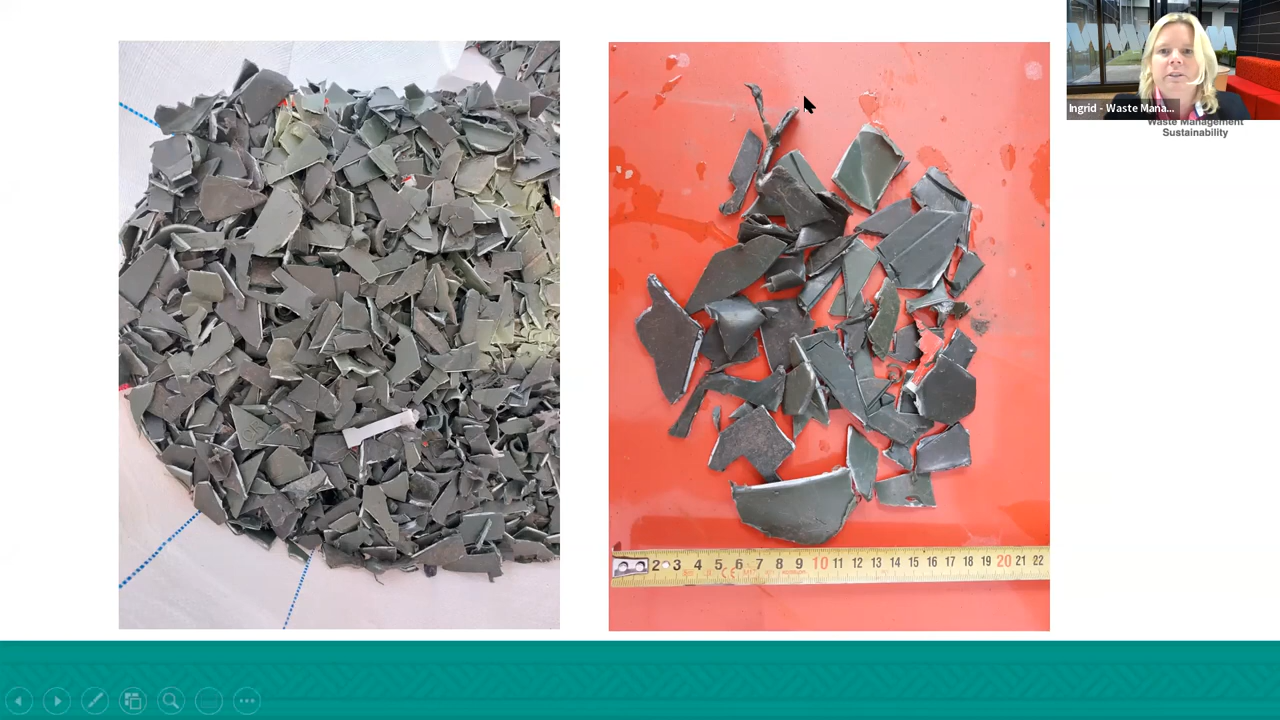 Ingrid - Waste Mana...
Waste Management
Sustainability
2 3 4 5 6 7 8 9 10 11 12 13 14 15 16 17 18 19 20 21 22